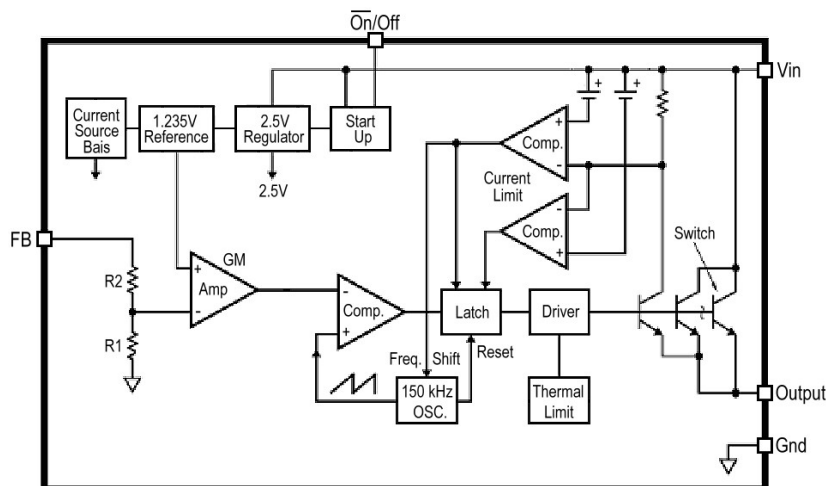 On/Off
Vin
Current
Source
Bais
1.235V
Reference
2.5V
Regulator
Start
Up
2.5V
+
+
+
Comp.
-
Current
Limit
-
Comp.
+
Switch
FB
R2
R1
GM
+
Amp
-
-
Comp.
+
Latch
Driver
Freq. Shift
Reset
150 kHz
OSC.
Thermal
Limit
Output
Gnd